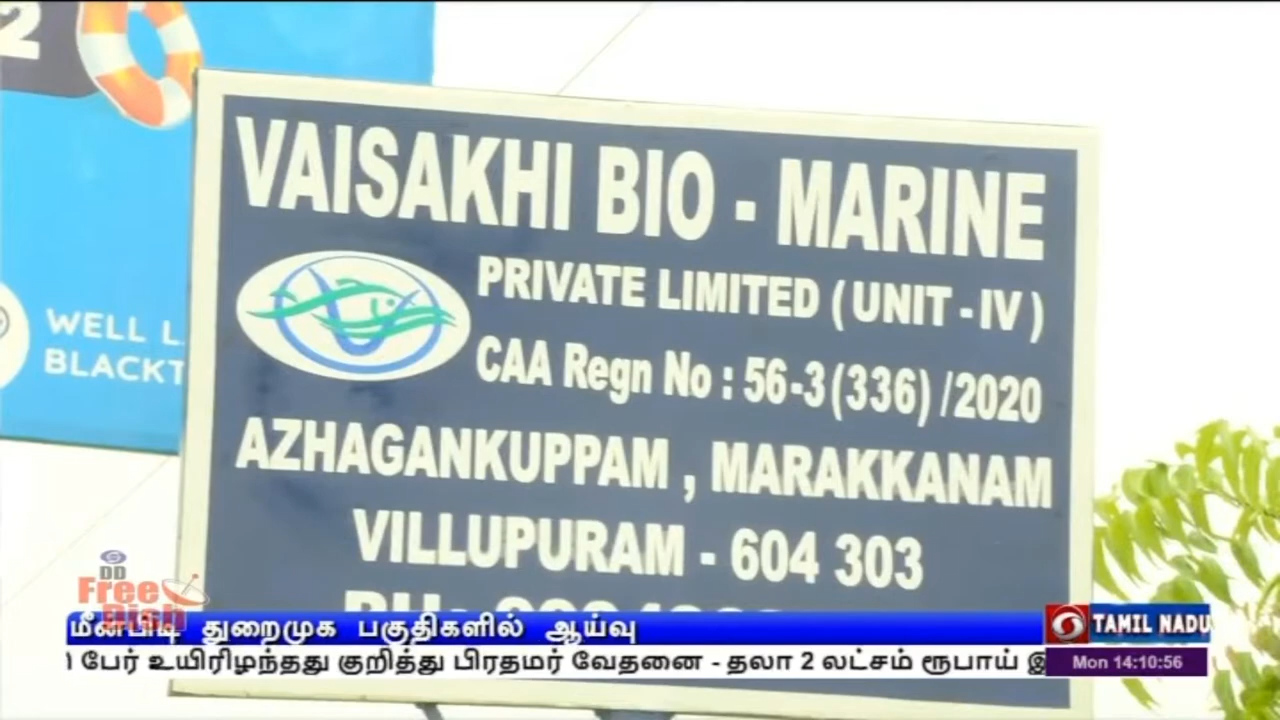 2
WELL
BLACKT
VAISAKHI BIO - MARINE
PRIVATE LIMITED (UNIT - IV)
CAA Regn No : 56-3(336) /2020
AZHAGANKUPPAM , MARAKKANAM
VILLUPURAM - 604 303
DD
Free
Dish
மீன்பிடி துறைமுக பகுதிகளில் ஆய்வு
TAMIL NADU
பேர் உயிரிழந்தது குறித்து பிரதமர் வேதனை - தலா 2 லட்சம் ரூபாய்
Mon 14:10:56